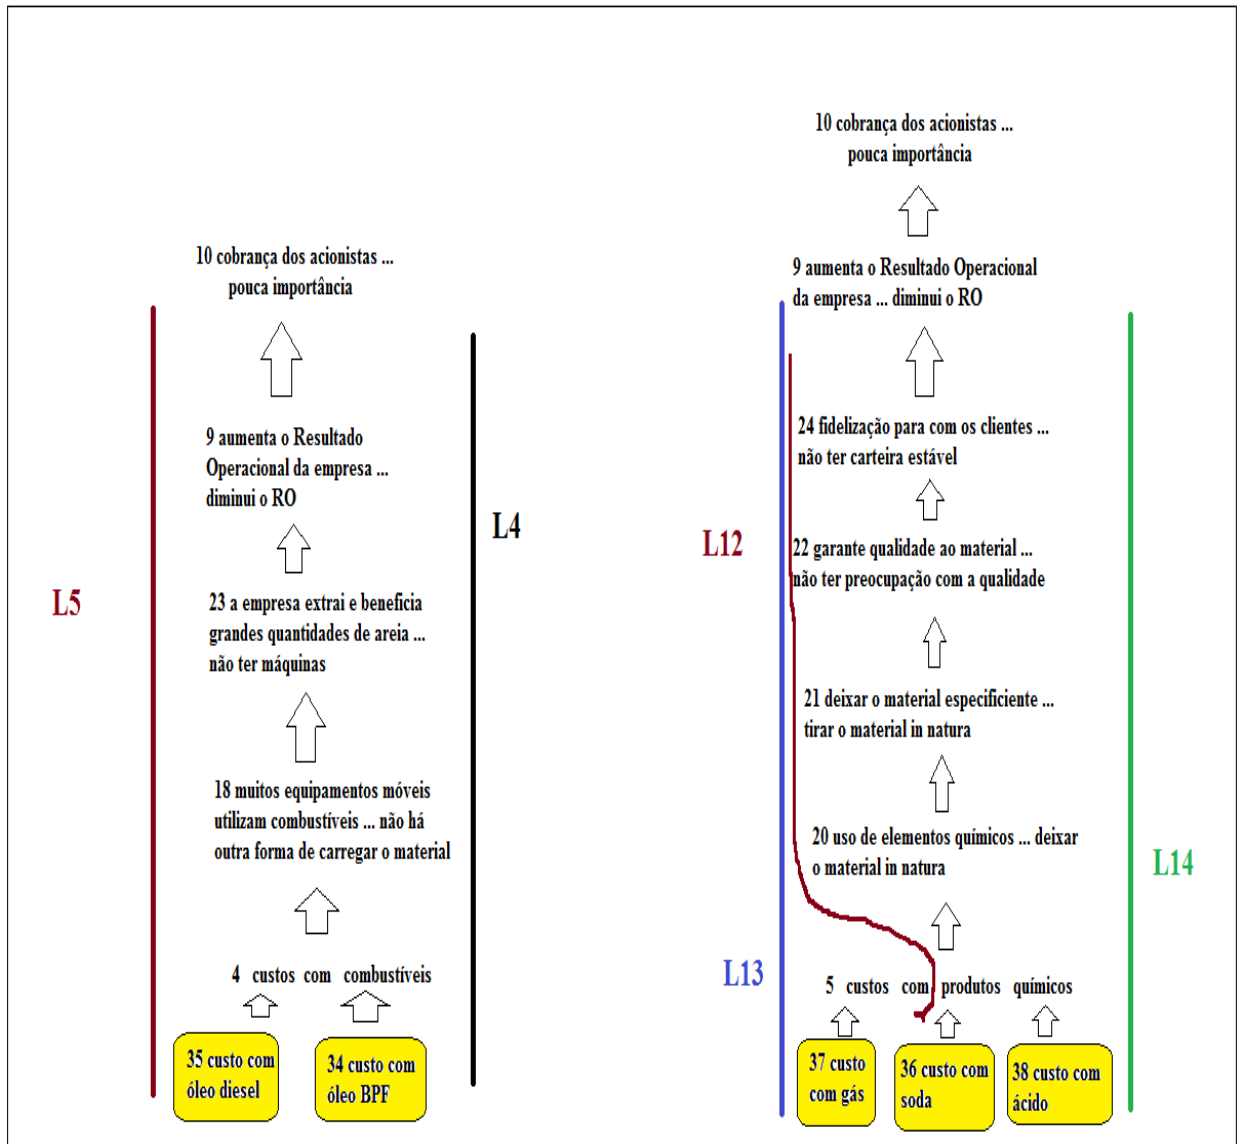 10 cobrança dos acionistas ...
pouca importância
9 aumenta o Resultado
Operacional da empresa ...
diminui o RO
L4
L5
23 a empresa extrai e beneficia
grandes quantidades de areia ...
não ter máquinas
18 muitos equipamentos móveis
utilizam combustíveis ... não há
outra forma de carregar o material
4 custos com combustíveis
35 custo com
óleo diesel
34 custo com
óleo BPF
10 cobrança dos acionistas ...
pouca importância
9 aumenta o Resultado Operacional
da empresa ... diminui o RO
24 fidelização para com os clientes ...
não ter carteira estável
L12
22 garante qualidade ao material ...
não ter preocupação com a qualidade
21 deixar o material especificiente ...
tirar o material in natura
20 uso de elementos químicos ... deixar
o material in natura
L14
L13
5 custos com produtos químicos
37 custo
com gás
36 custo com
soda
38 custo com
ácido